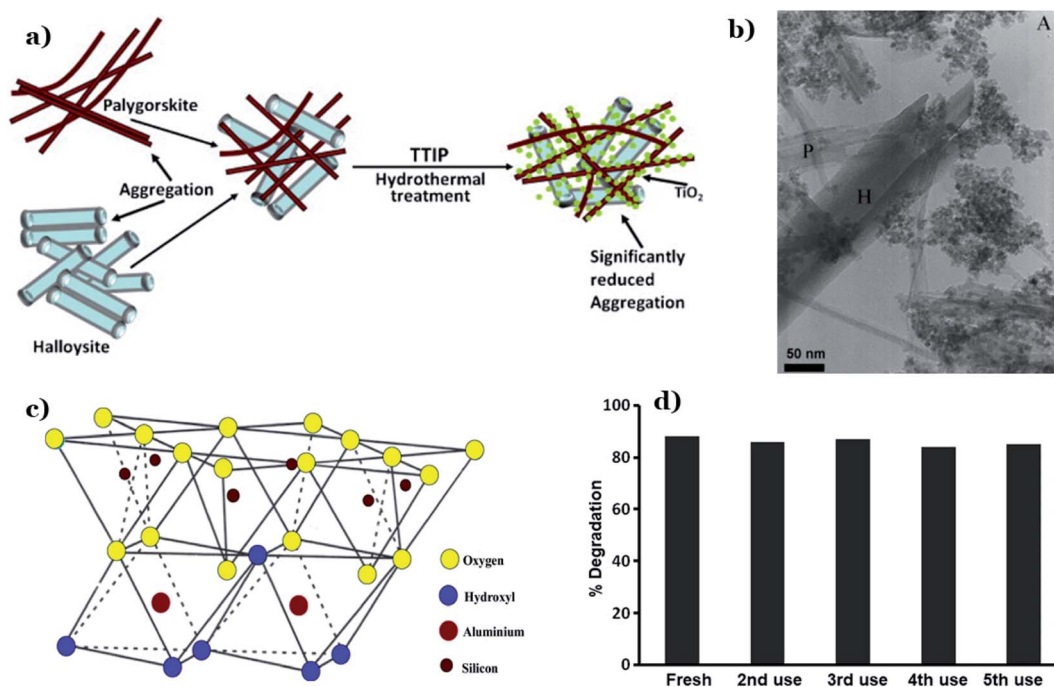 a)
Palygorskite
Aggregation
Halloysite
TTIP
Hydrothermal
treatment
TiO₂
Significantly
reduced
Aggregation
b)
A
P
H
50 nm
c)
Oxygen
Hydroxyl
Aluminium
Silicon
d)
% Degradation
100
80
60
40
20
0
Fresh 2nd use 3rd use 4th use 5th use